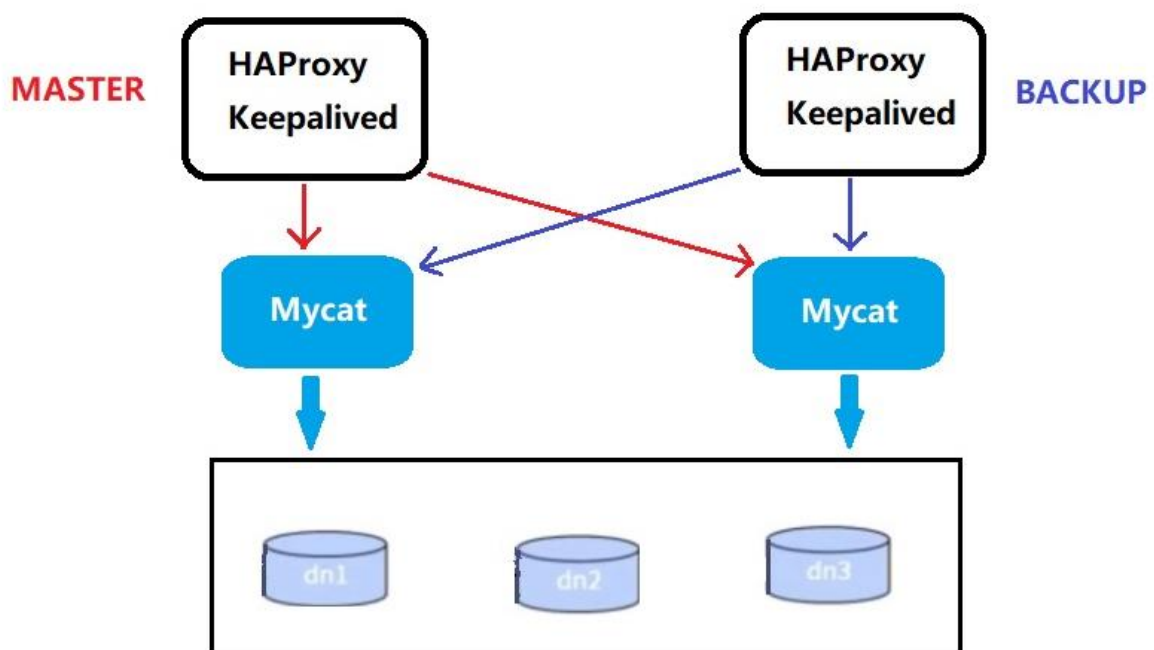 MASTER
HAProxy
Keepalived
HAProxy
Keepalived
BACKUP
Mycat
Mycat
dn1
dn2
dn3